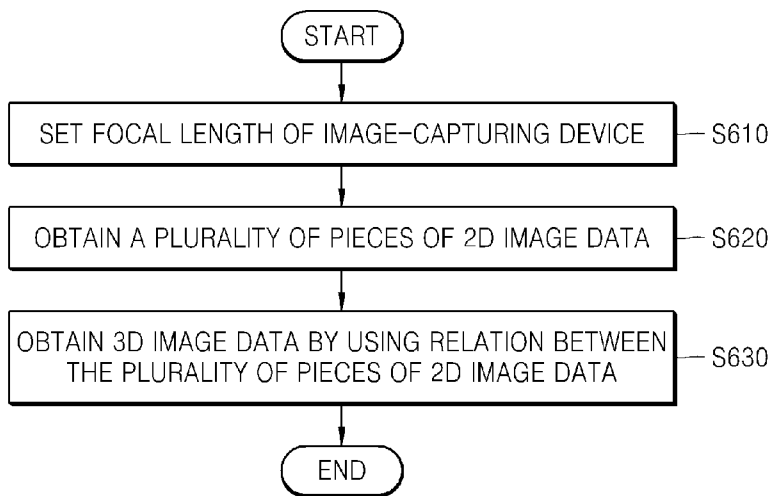 START
SET FOCAL LENGTH OF IMAGE-CAPTURING DEVICE
S610
OBTAIN A PLURALITY OF PIECES OF 2D IMAGE DATA
S620
OBTAIN 3D IMAGE DATA BY USING RELATION BETWEEN
THE PLURALITY OF PIECES OF 2D IMAGE DATA
S630
END